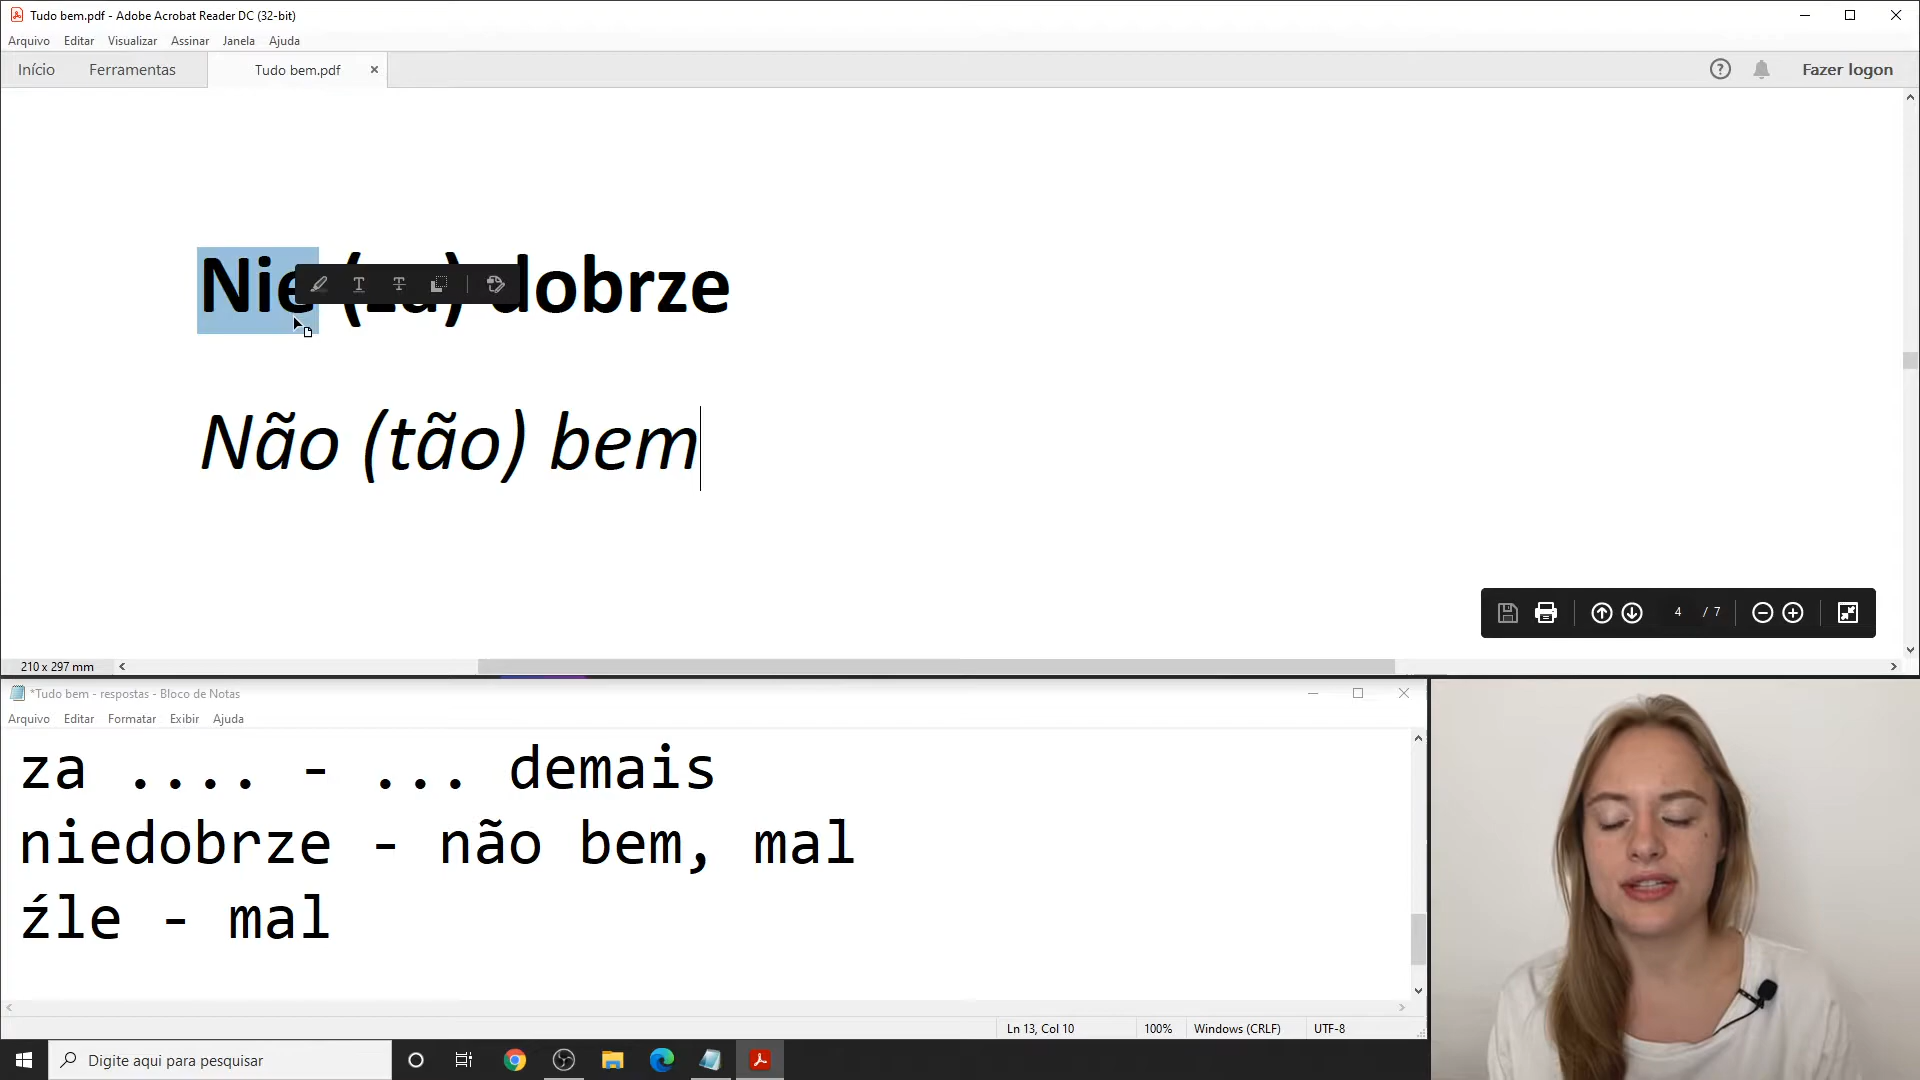 Tudo bem.pdf - Adobe Acrobat Reader DC (32-bit)
Arquivo Editar Visualizar Assinar Janela Ajuda
Início Ferramentas Tudo bem.pdf × Fazer logon
Nie (za) dobrze
Não (tão) bem
4 / 7
210 x 297 mm
*Tudo bem - respostas - Bloco de Notas
Arquivo Editar Formatar Exibir Ajuda
za .... - ... demais
niedobrze - não bem, mal
źle - mal
Ln 13, Col 10 100% Windows (CRLF) UTF-8
Digite aqui para pesquisar